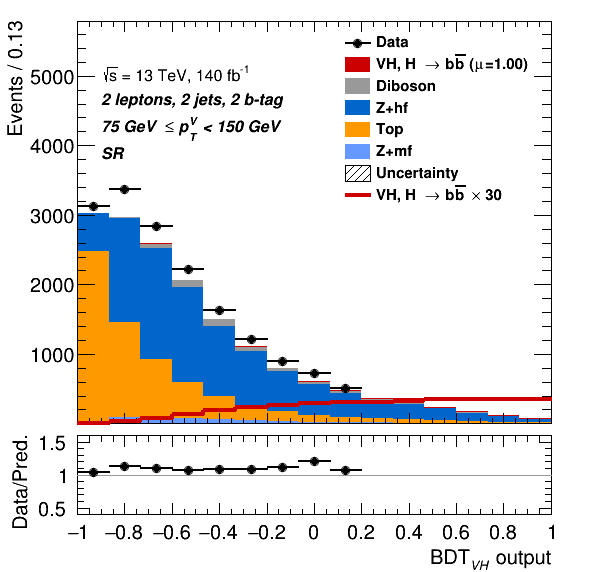 Events / 0.13
5000
4000
3000
2000
1000
√s = 13 TeV, 140 fb⁻¹
2 leptons, 2 jets, 2 b-tag
75 GeV ≤ p_T^V < 150 GeV
SR
Data
VH, H → bb̅ (μ=1.00)
Diboson
Z+hf
Top
Z+mf
Uncertainty
VH, H → bb̅ × 30
Data/Pred.
1.5
1
0.5
−1 −0.8 −0.6 −0.4 −0.2 0 0.2 0.4 0.6 0.8 1
BDT_VH output